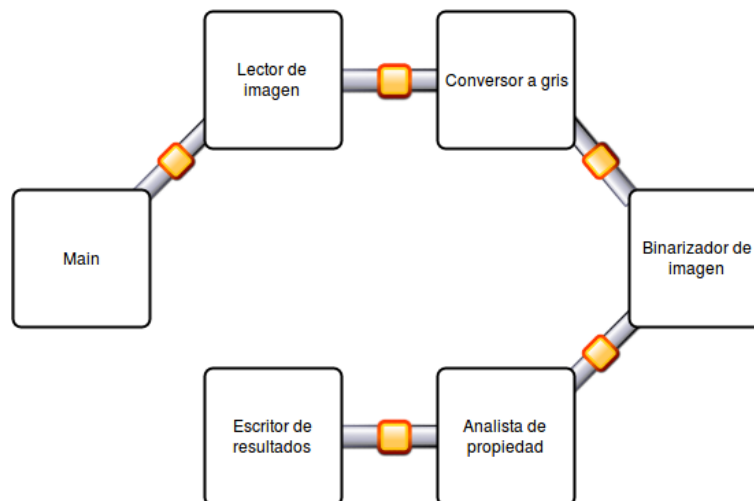 Lector de
imagen
Conversor a gris
Main
Binarizador de
imagen
Escritor de
resultados
Analista de
propiedad